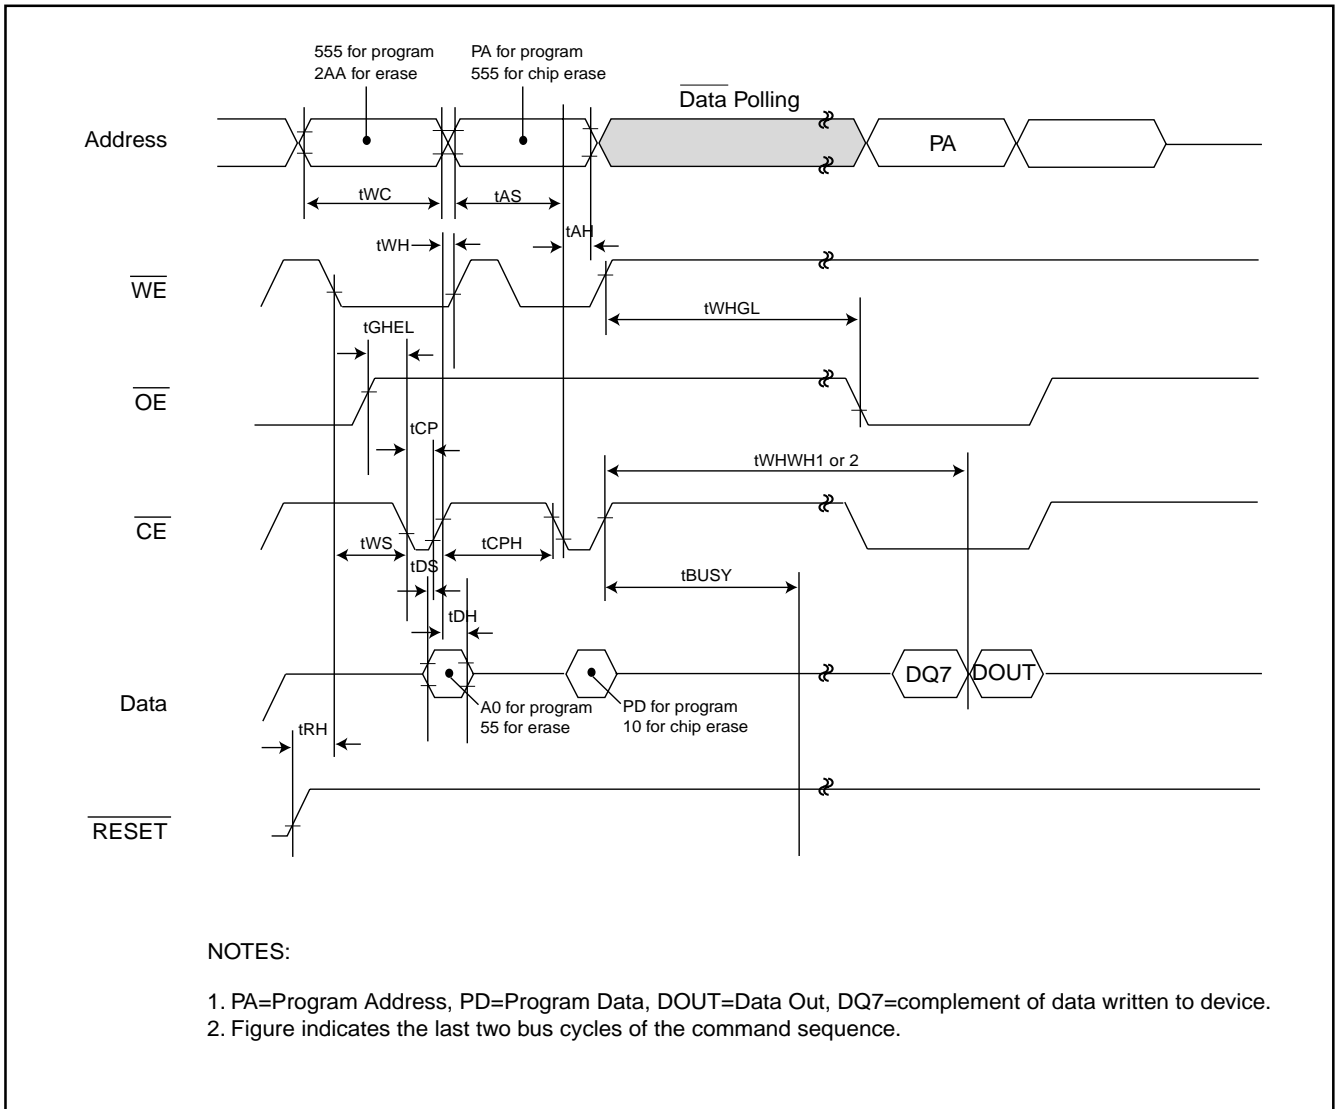 555 for program
2AA for erase
PA for program
555 for chip erase
Data Polling
Address
PA
tWC
tAS
tAH
tWH
WE
tWHGL
tGHEL
OE
tCP
tWHWH1 or 2
CE
tWS
tCPH
tDS
tBUSY
tDH
DQ7
DOUT
Data
A0 for program
55 for erase
PD for program
10 for chip erase
tRH
RESET
NOTES:
1. PA=Program Address, PD=Program Data, DOUT=Data Out, DQ7=complement of data written to device.
2. Figure indicates the last two bus cycles of the command sequence.